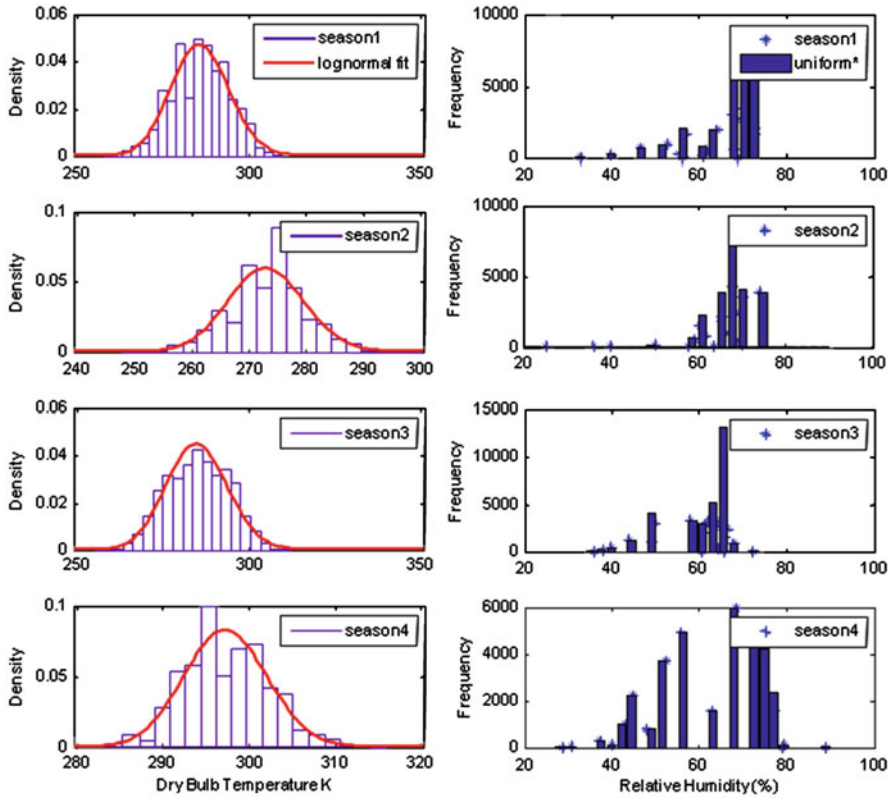 0.06
0.04
0.02
0
Density
season1
lognormal fit
250 300 350
10000
5000
0
Frequency
season1
uniform*
20 40 60 80 100
0.1
0.05
0
Density
season2
240 250 260 270 280 290 300
10000
5000
0
Frequency
season2
20 40 60 80 100
0.06
0.04
0.02
0
Density
season3
250 300 350
15000
10000
5000
0
Frequency
season3
20 40 60 80 100
0.1
0.05
0
Density
season4
280 290 300 310 320
Dry Bulb Temperature K
6000
4000
2000
0
Frequency
season4
20 40 60 80 100
Relative Humidity(%)